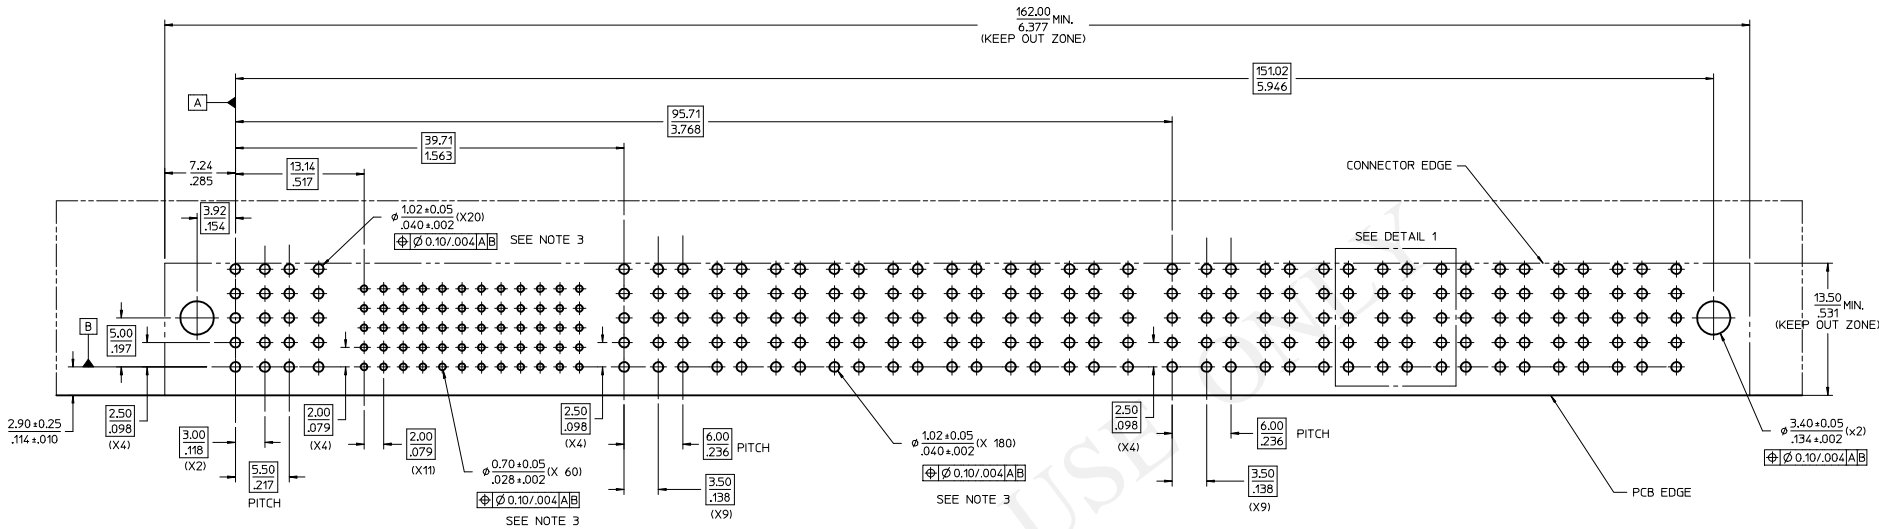 162.00 MIN.
6.377
(KEEP OUT ZONE)
151.02
5.946
A
95.71
3.768
39.71
1.563
7.24
.285
13.14
.517
CONNECTOR EDGE
3.92
.154
⌀ 1.02±0.05 (X20)
.040±.002
⌖ ⌀ 0.10/.004 A B
SEE NOTE 3
SEE DETAIL 1
13.50 MIN.
.531
(KEEP OUT ZONE)
B
5.00
.197
2.90±0.25
.114±.010
2.50
.098
(X4)
3.00
.118
(X2)
5.50
.217
PITCH
2.00
.079
(X4)
2.00
.079
(X11)
⌀ 0.70±0.05 (X 60)
.028±.002
⌖ ⌀ 0.10/.004 A B
SEE NOTE 3
2.50
.098
(X4)
6.00
.236
PITCH
3.50
.138
(X9)
⌀ 1.02±0.05 (X 180)
.040±.002
⌖ ⌀ 0.10/.004 A B
SEE NOTE 3
2.50
.098
(X4)
6.00
.236
PITCH
3.50
.138
(X9)
PCB EDGE
⌀ 3.40±0.05 (x2)
.134±.002
⌖ ⌀ 0.10/.004 A B
USE ONLY